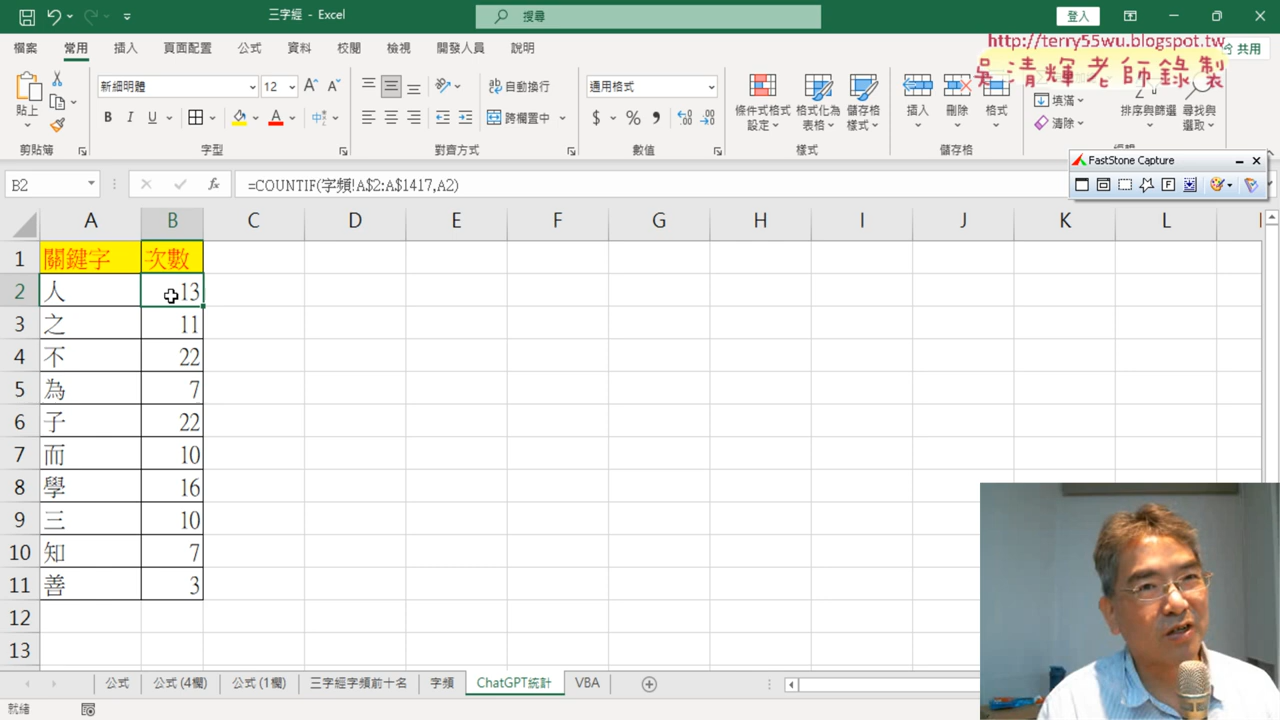 三字經 - Excel
搜尋
登入
http://terry55wu.blogspot.tw
吳清輝老師錄製
檔案 常用 插入 頁面配置 公式 資料 校閱 檢視 開發人員 說明
共用
貼上
新細明體 12
自動換行
跨欄置中
通用格式
條件式格式設定 格式化為表格 儲存格樣式
插入 刪除 格式
填滿
清除
排序與篩選 尋找與選取
剪貼簿 字型 對齊方式 數值 樣式 儲存格
FastStone Capture
B2
=COUNTIF(字頻!A$2:A$1417,A2)
A B C D E F G H I J K L
1 關鍵字 次數
2 人 13
3 之 11
4 不 22
5 為 7
6 子 22
7 而 10
8 學 16
9 三 10
10 知 7
11 善 3
12
13
公式 公式 (4欄) 公式 (1欄) 三字經字頻前十名 字頻 ChatGPT統計 VBA
就緒